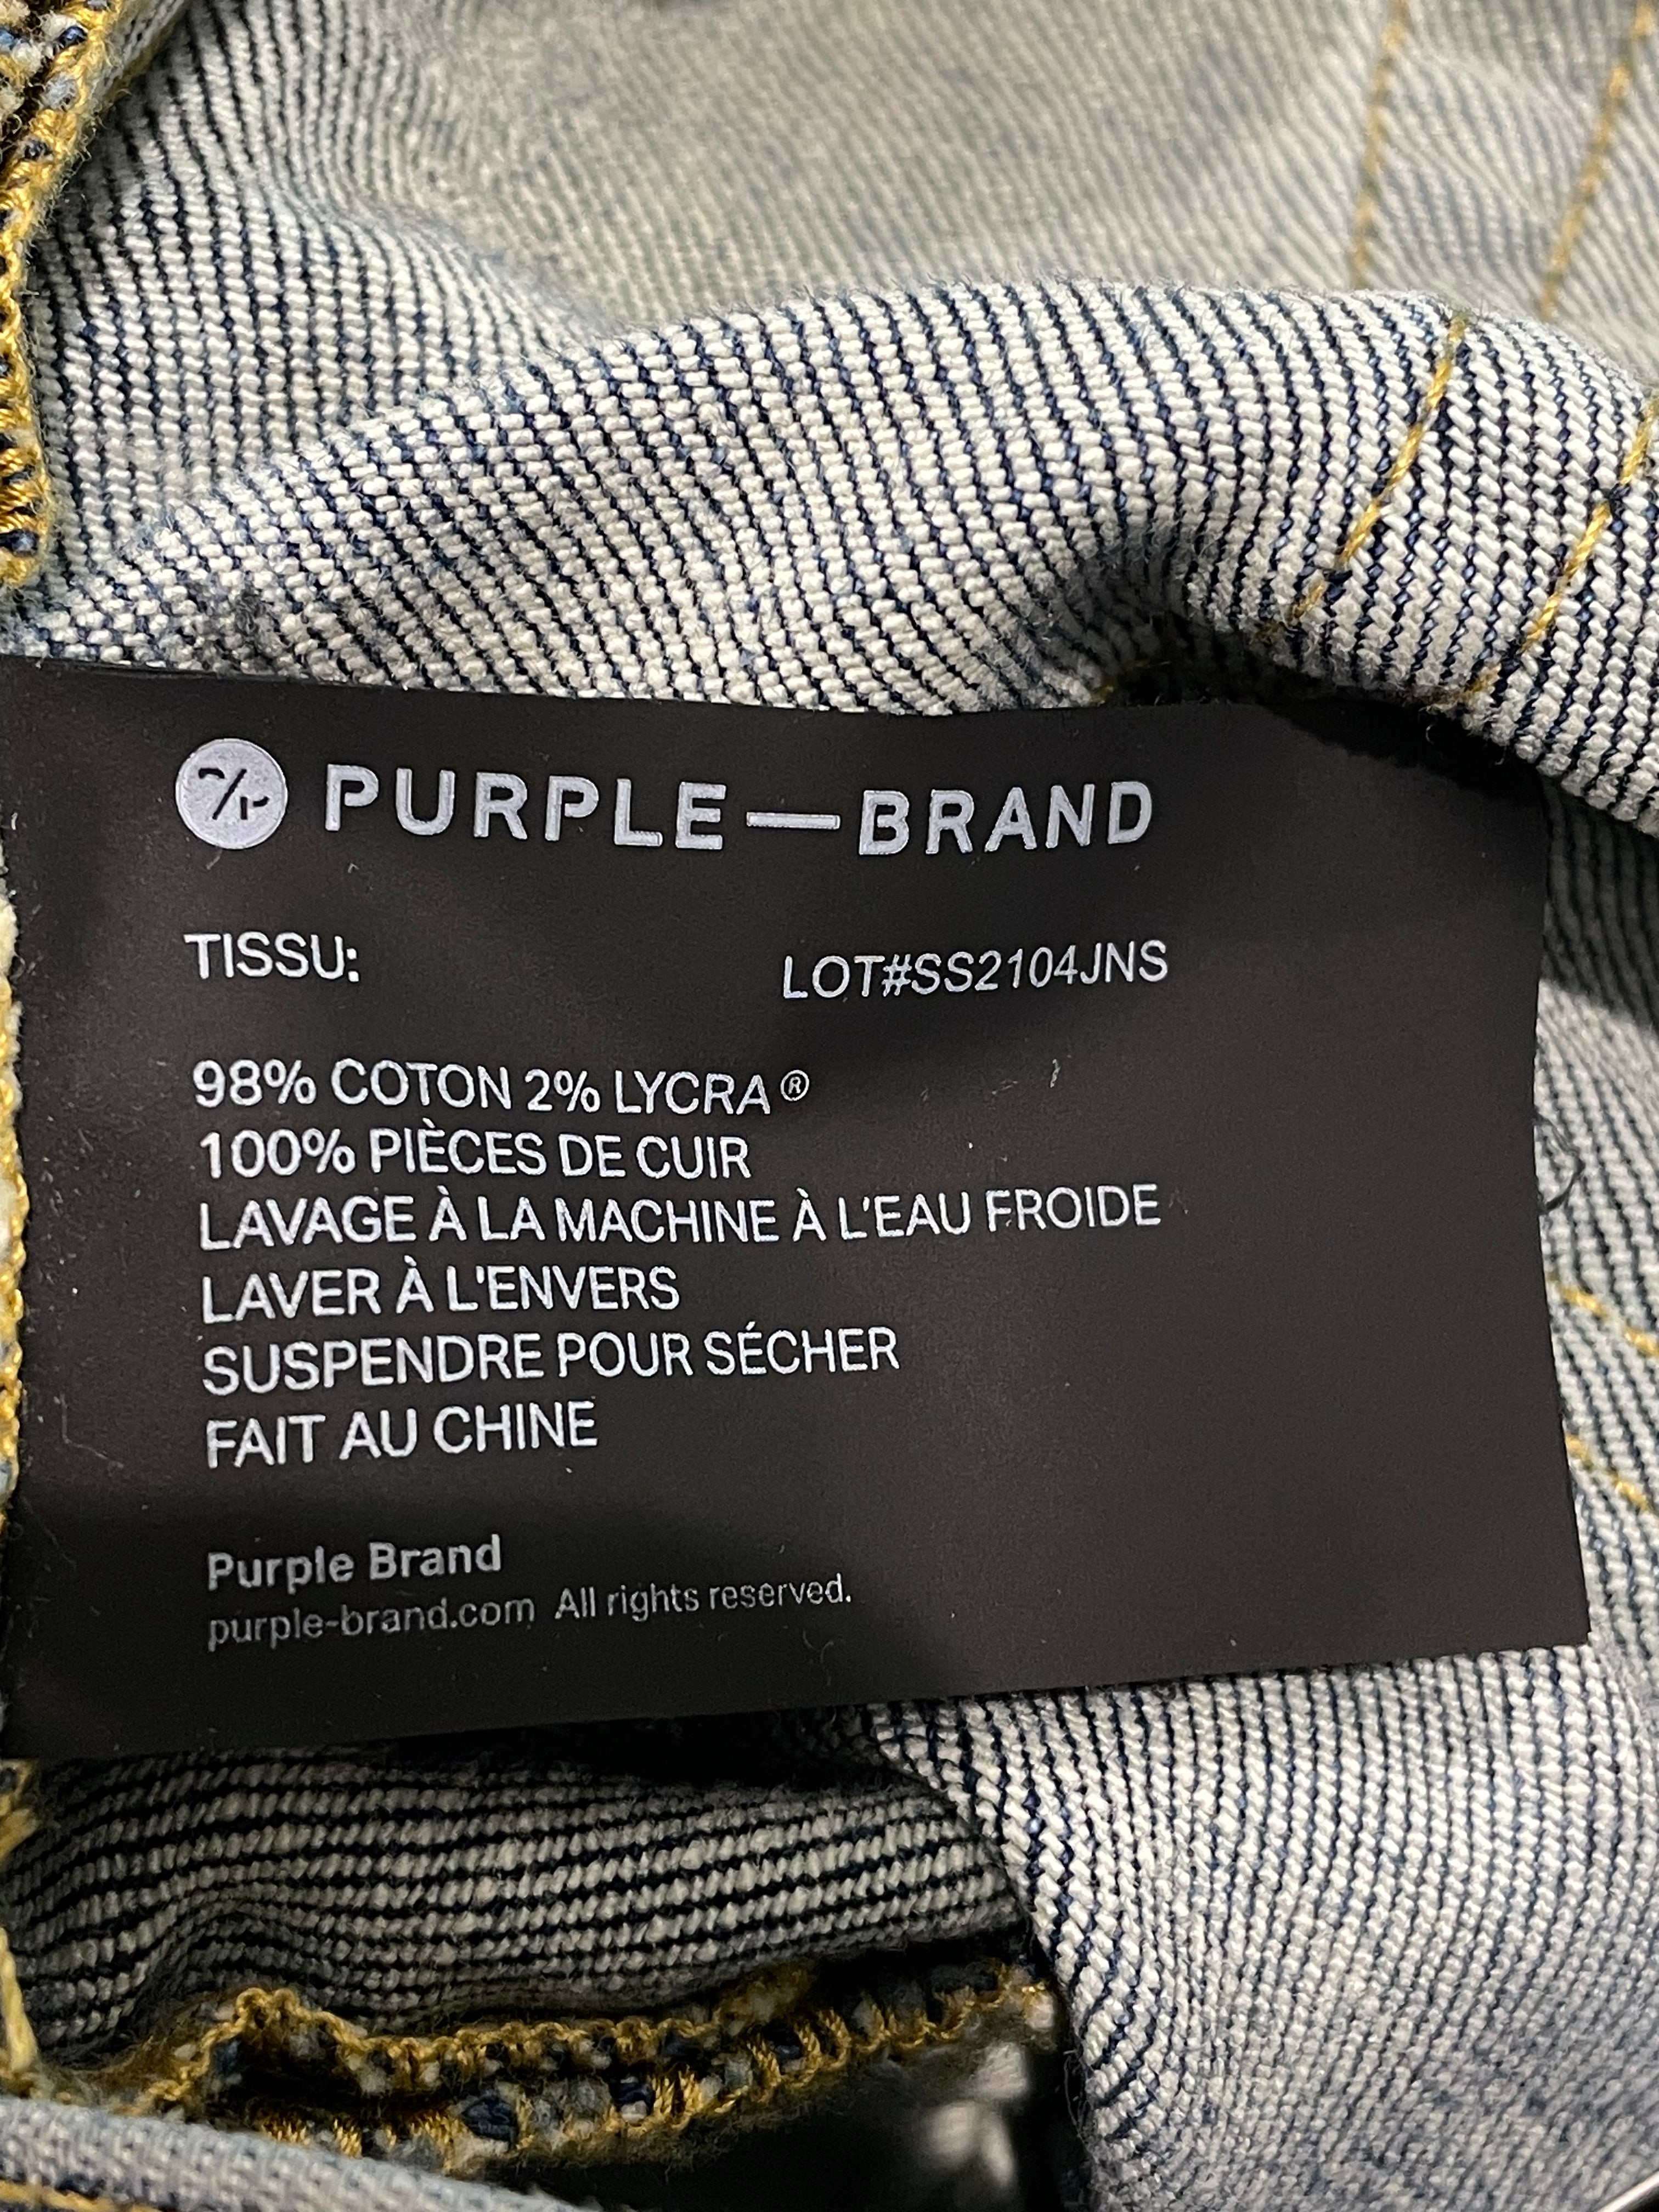 PURPLE—BRAND
TISSU: LOT#SS2104JNS
98% COTON 2% LYCRA®
100% PIÈCES DE CUIR
LAVAGE À LA MACHINE À L'EAU FROIDE
LAVER À L'ENVERS
SUSPENDRE POUR SÉCHER
FAIT AU CHINE
Purple Brand
purple-brand.com All rights reserved.